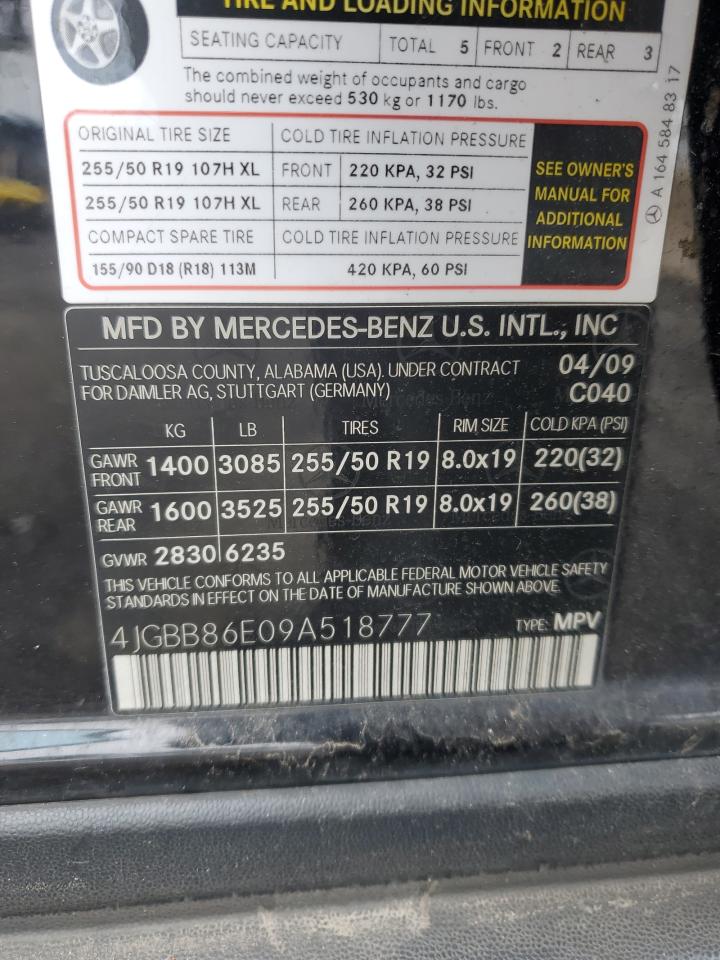 TIRE AND LOADING INFORMATION
SEATING CAPACITY TOTAL 5 FRONT 2 REAR 3
The combined weight of occupants and cargo
should never exceed 530 kg or 1170 lbs.
ORIGINAL TIRE SIZE COLD TIRE INFLATION PRESSURE
255/50 R19 107H XL FRONT 220 KPA, 32 PSI
255/50 R19 107H XL REAR 260 KPA, 38 PSI
COMPACT SPARE TIRE COLD TIRE INFLATION PRESSURE
155/90 D18 (R18) 113M 420 KPA, 60 PSI
SEE OWNER'S
MANUAL FOR
ADDITIONAL
INFORMATION
A 164 584 83 17
MFD BY MERCEDES-BENZ U.S. INTL., INC
TUSCALOOSA COUNTY, ALABAMA (USA). UNDER CONTRACT 04/09
FOR DAIMLER AG, STUTTGART (GERMANY) C040
KG LB TIRES RIM SIZE COLD KPA (PSI)
GAWR FRONT 1400 3085 255/50 R19 8.0x19 220(32)
GAWR REAR 1600 3525 255/50 R19 8.0x19 260(38)
GVWR 2830 6235
THIS VEHICLE CONFORMS TO ALL APPLICABLE FEDERAL MOTOR VEHICLE SAFETY
STANDARDS IN EFFECT ON THE DATE OF MANUFACTURE SHOWN ABOVE.
4JGBB86E09A518777 TYPE: MPV